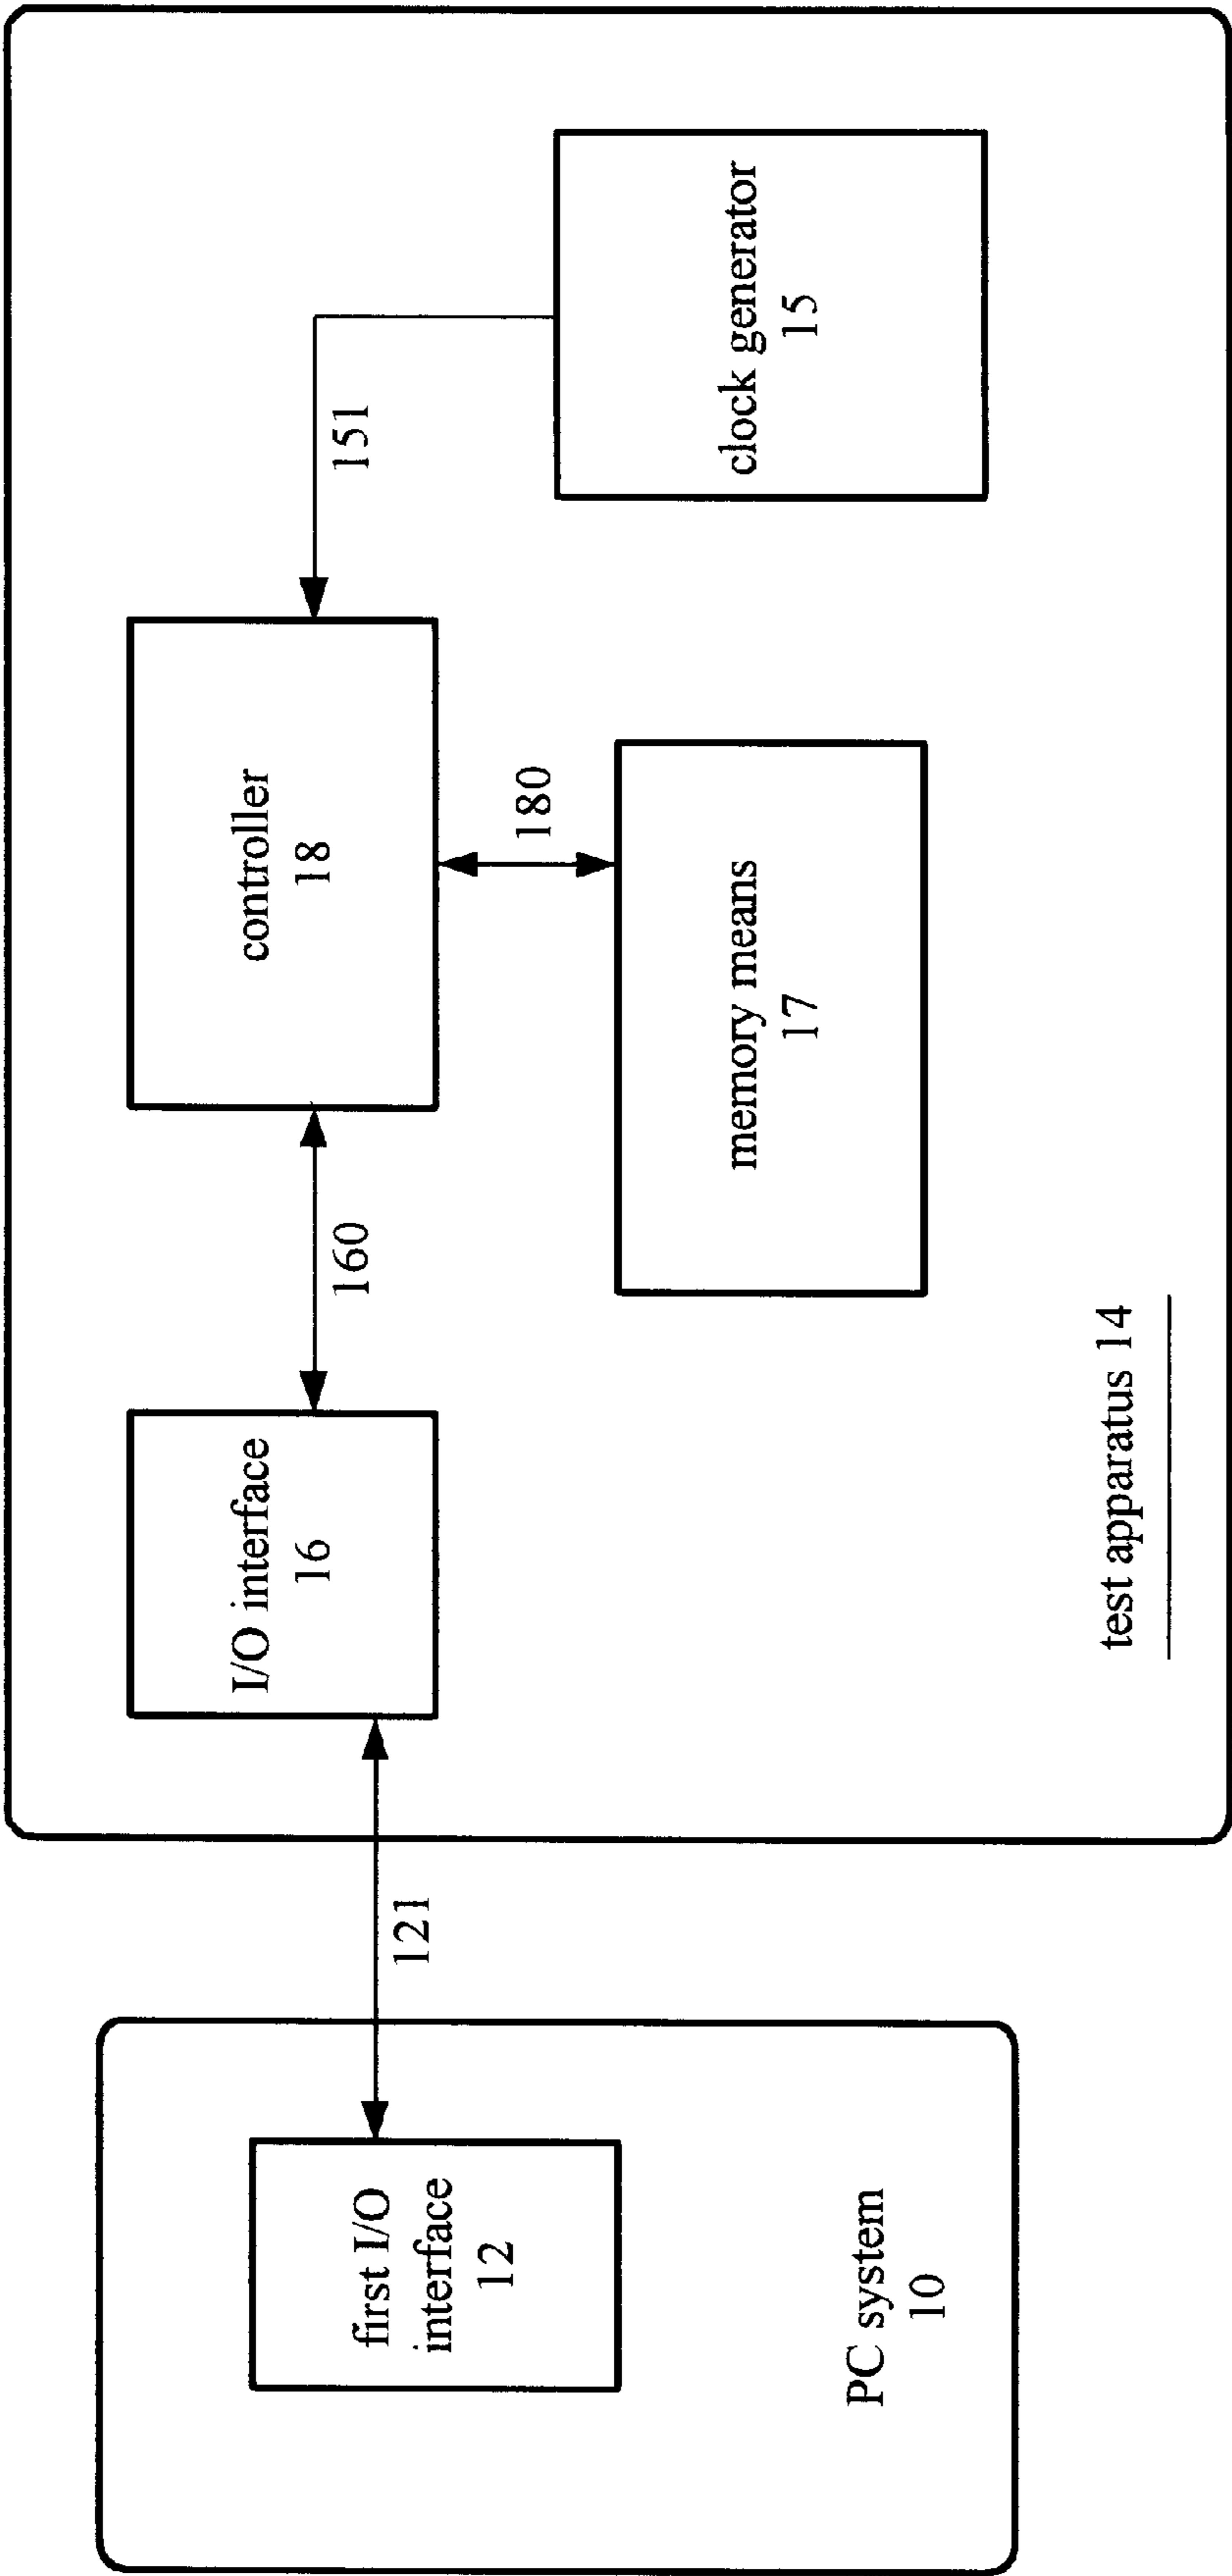 first I/O
interface
12
PC system
10
121
I/O interface
16
160
controller
18
180
memory means
17
151
clock generator
15
test apparatus 14